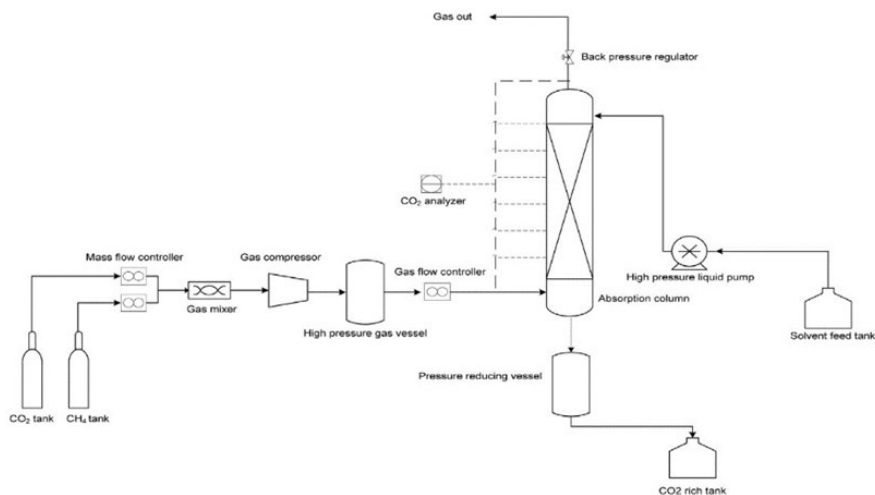 Gas out
Back pressure regulator
CO₂ analyzer
Mass flow controller
Gas compressor
Gas flow controller
High pressure liquid pump
Gas mixer
Absorption column
High pressure gas vessel
Solvent feed tank
Pressure reducing vessel
CO₂ tank
CH₄ tank
CO2 rich tank